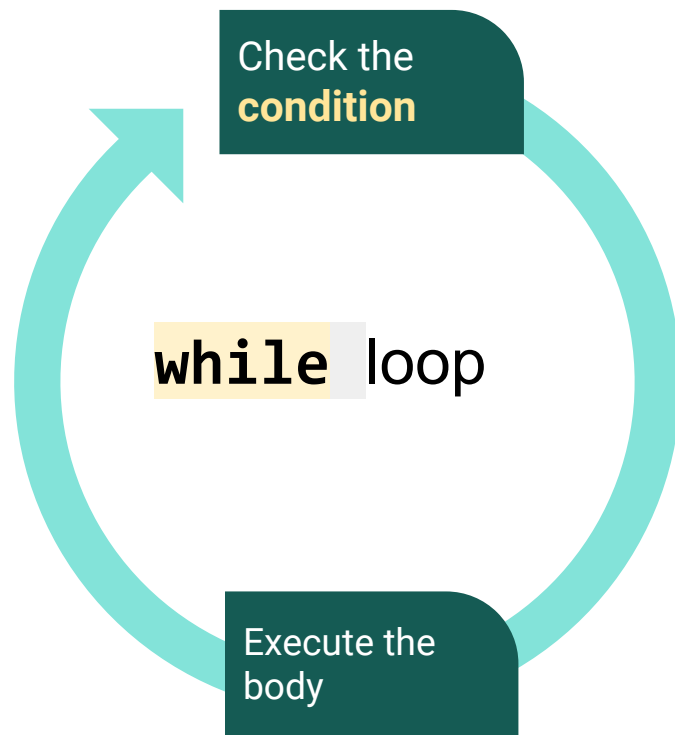 Check the
condition
while loop
Execute the
body